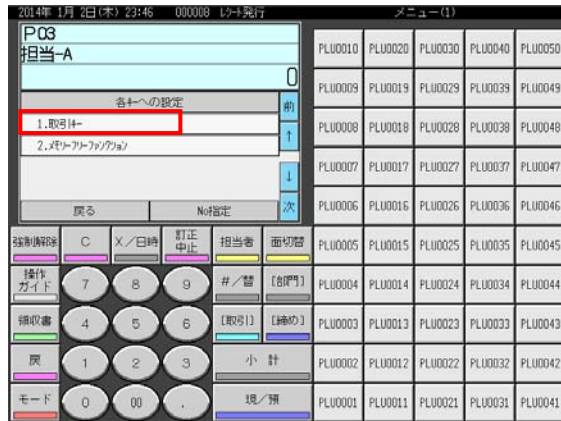 2014年 1月 2日(木) 23:46 000008 レシート発行 メニュー(1)
P03
担当-A
0
各キーへの設定
前
1.取引キー
↑
2.メモリーフリーファンクション
↓
戻る No指定 次
PLU0010 PLU0020 PLU0030 PLU0040 PLU0050
PLU0009 PLU0019 PLU0029 PLU0039 PLU0049
PLU0008 PLU0018 PLU0028 PLU0038 PLU0048
PLU0007 PLU0017 PLU0027 PLU0037 PLU0047
PLU0006 PLU0016 PLU0026 PLU0036 PLU0046
強制解除 C X/日時 訂正 中止 担当者 面切替 PLU0005 PLU0015 PLU0025 PLU0035 PLU0045
操作 ガイド 7 8 9 #/替 [部門] PLU0004 PLU0014 PLU0024 PLU0034 PLU0044
領収書 4 5 6 [取引] [締め] PLU0003 PLU0013 PLU0023 PLU0033 PLU0043
戻 1 2 3 小 計 PLU0002 PLU0012 PLU0022 PLU0032 PLU0042
モード 0 00 . 現/預 PLU0001 PLU0011 PLU0021 PLU0031 PLU0041